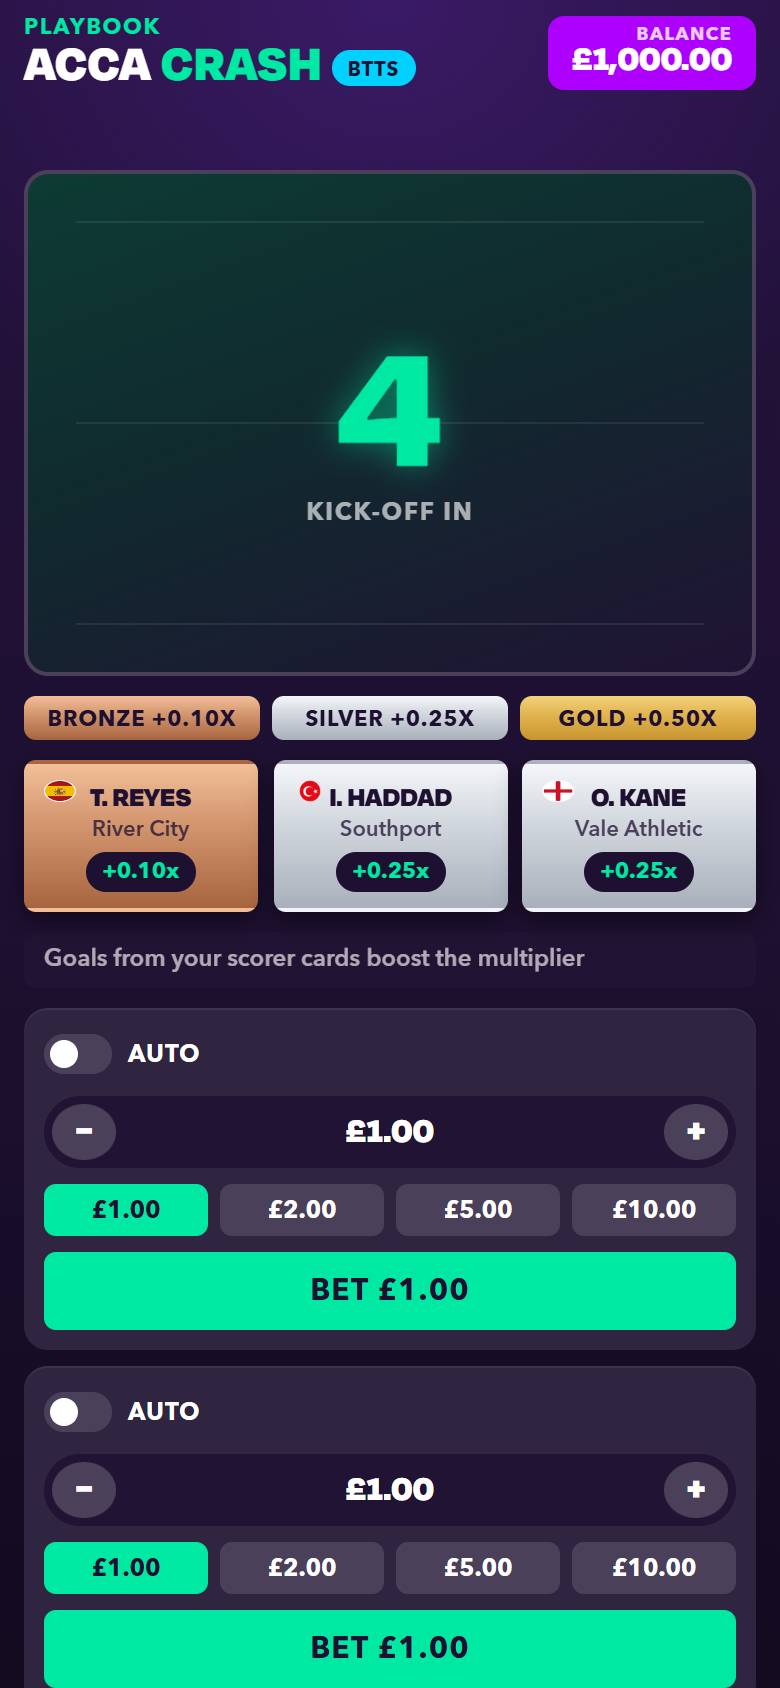 PLAYBOOK
ACCA CRASH BTTS
BALANCE
£1,000.00
4
KICK-OFF IN
BRONZE +0.10X
SILVER +0.25X
GOLD +0.50X
T. REYES
River City
+0.10x
I. HADDAD
Southport
+0.25x
O. KANE
Vale Athletic
+0.25x
Goals from your scorer cards boost the multiplier
AUTO
− £1.00 +
£1.00 £2.00 £5.00 £10.00
BET £1.00
AUTO
− £1.00 +
£1.00 £2.00 £5.00 £10.00
BET £1.00